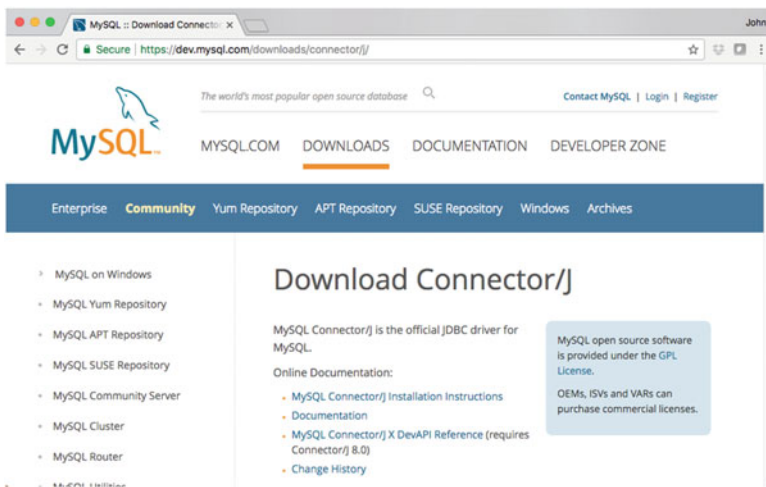 MySQL :: Download Connecto
John
Secure | https://dev.mysql.com/downloads/connector/j/
The world's most popular open source database
Contact MySQL | Login | Register
MySQL
MYSQL.COM DOWNLOADS DOCUMENTATION DEVELOPER ZONE
Enterprise Community Yum Repository APT Repository SUSE Repository Windows Archives
MySQL on Windows
MySQL Yum Repository
MySQL APT Repository
MySQL SUSE Repository
MySQL Community Server
MySQL Cluster
MySQL Router
MySQL Utilities
Download Connector/J
MySQL Connector/J is the official JDBC driver for
MySQL.
Online Documentation:
MySQL Connector/J Installation Instructions
Documentation
MySQL Connector/J X DevAPI Reference (requires
Connector/J 8.0)
Change History
MySQL open source software
is provided under the GPL
License.
OEMs, ISVs and VARs can
purchase commercial licenses.